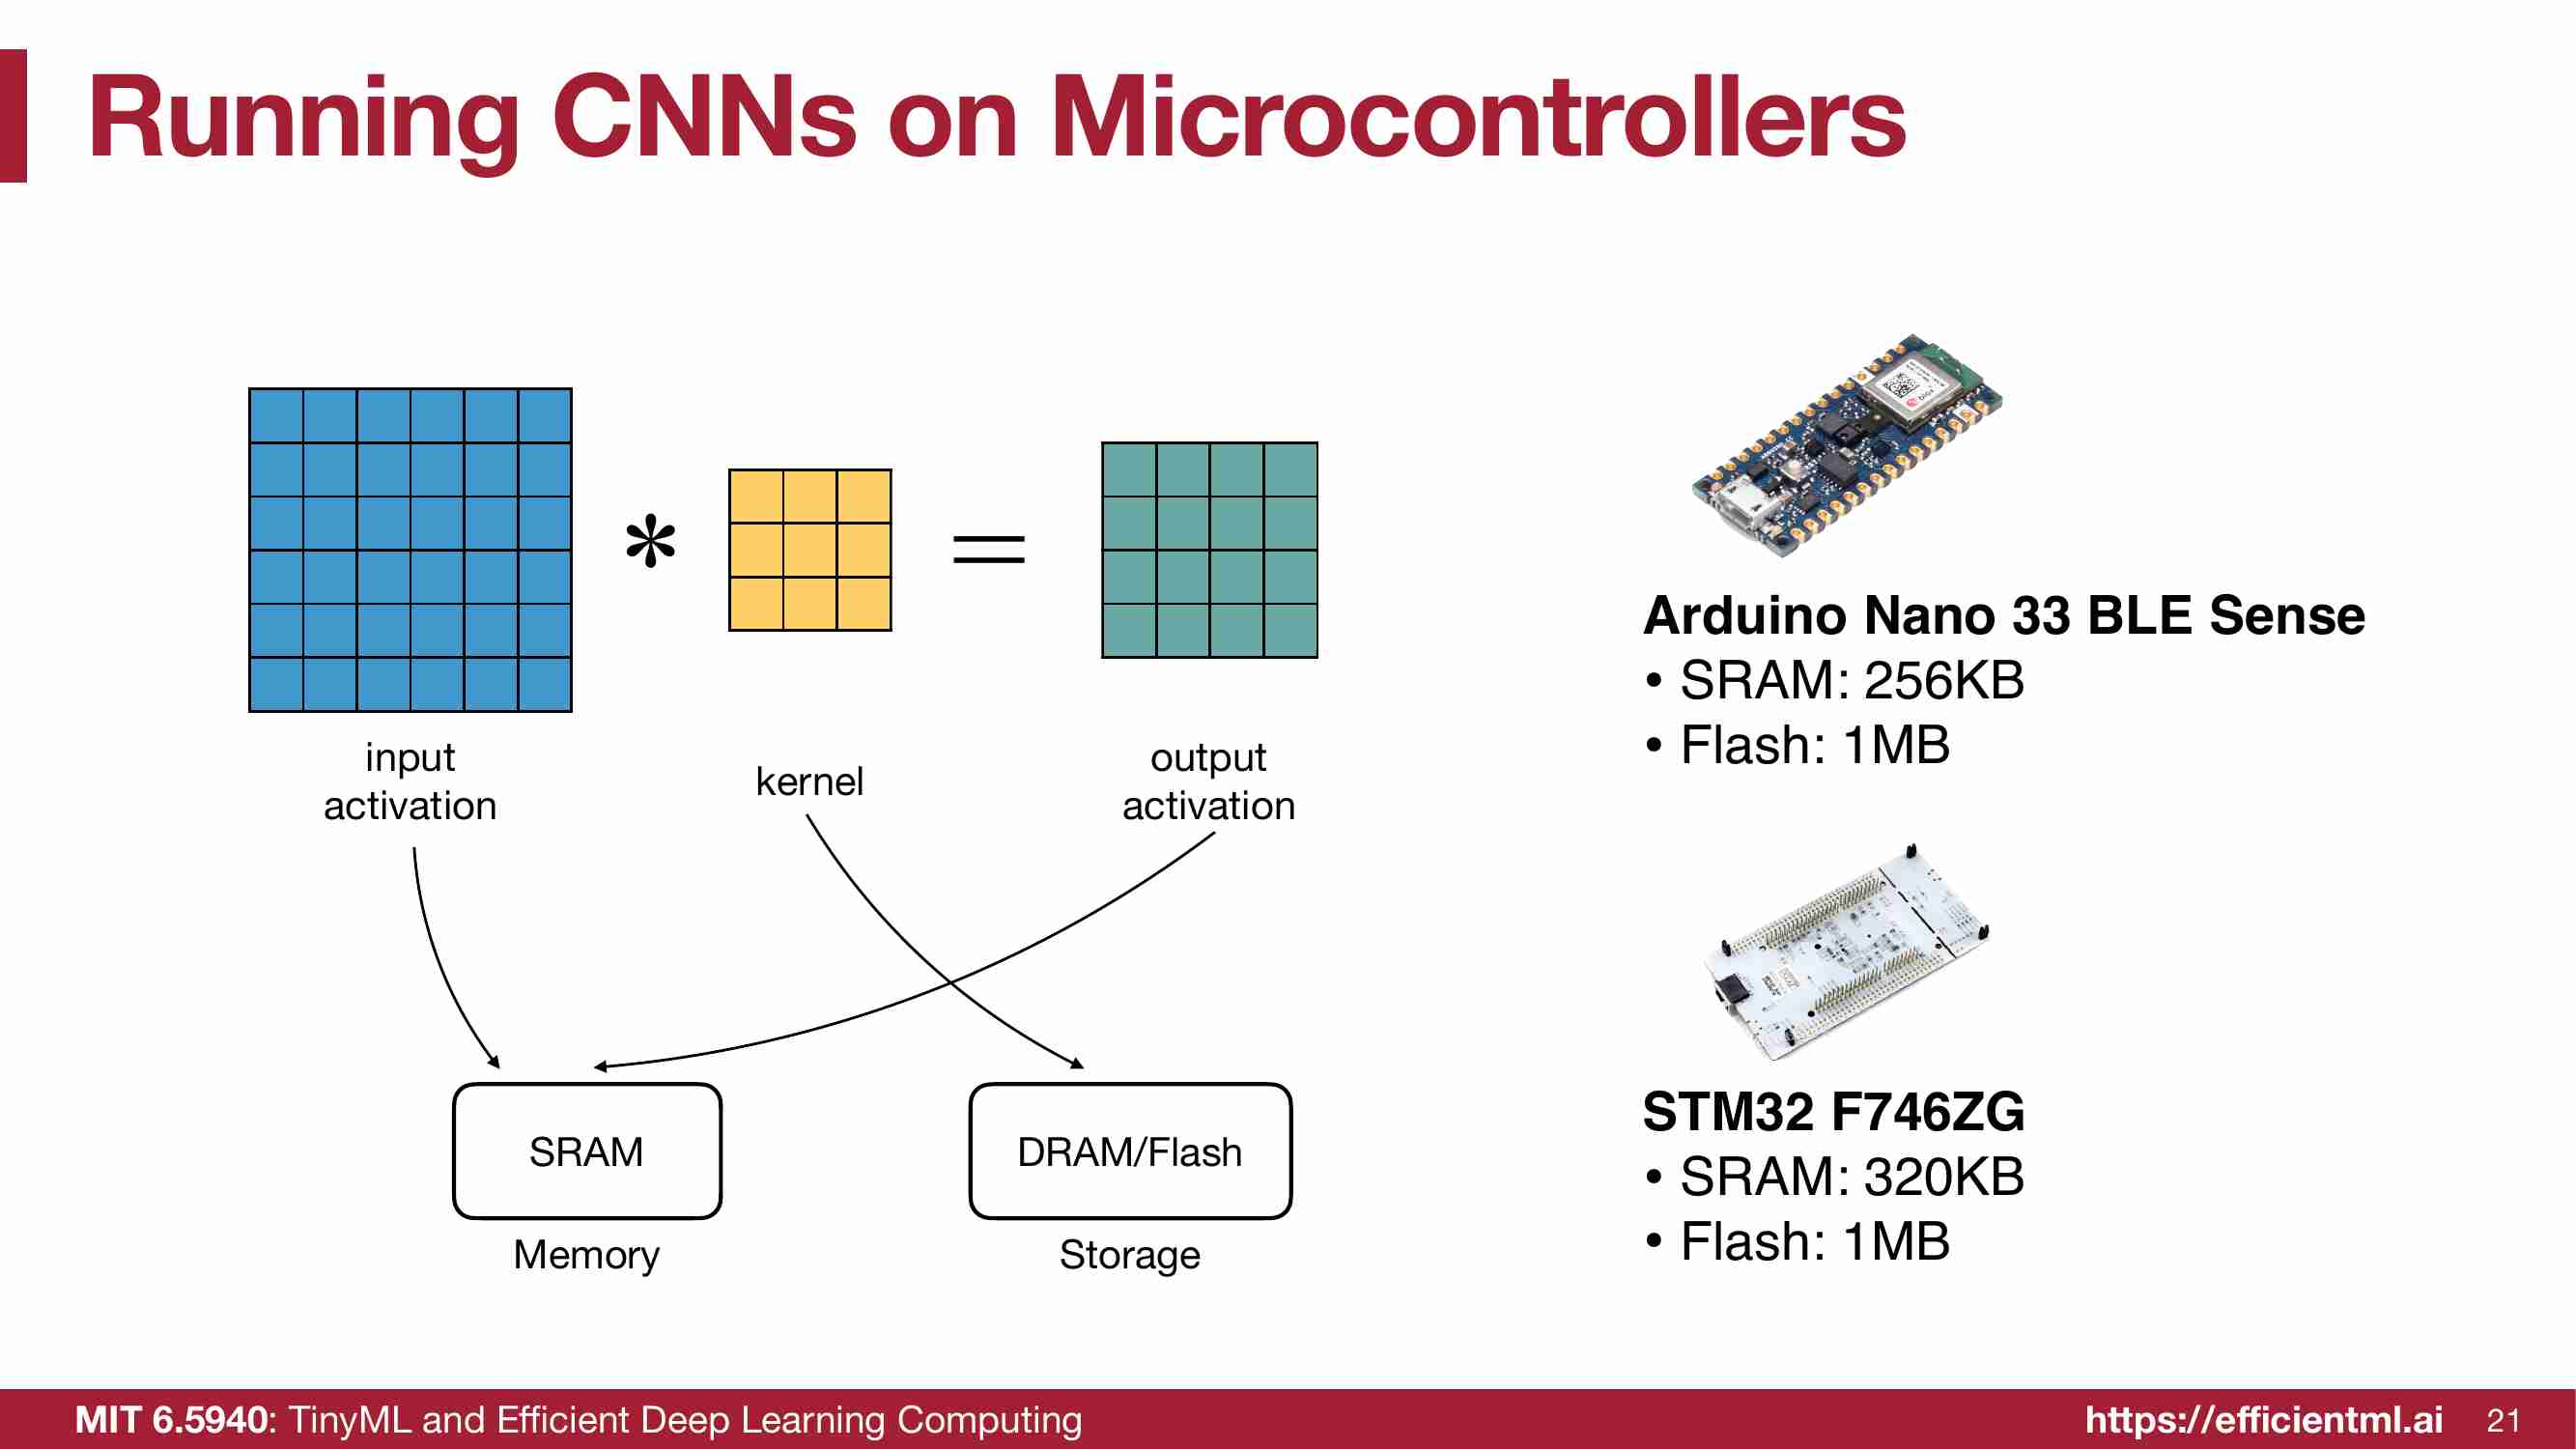 Running CNNs on Microcontrollers
*
=
input
activation
kernel
output
activation
SRAM
Memory
DRAM/Flash
Storage
Arduino Nano 33 BLE Sense
• SRAM: 256KB
• Flash: 1MB
STM32 F746ZG
• SRAM: 320KB
• Flash: 1MB
MIT 6.5940: TinyML and Efficient Deep Learning Computing
https://efficientml.ai
21